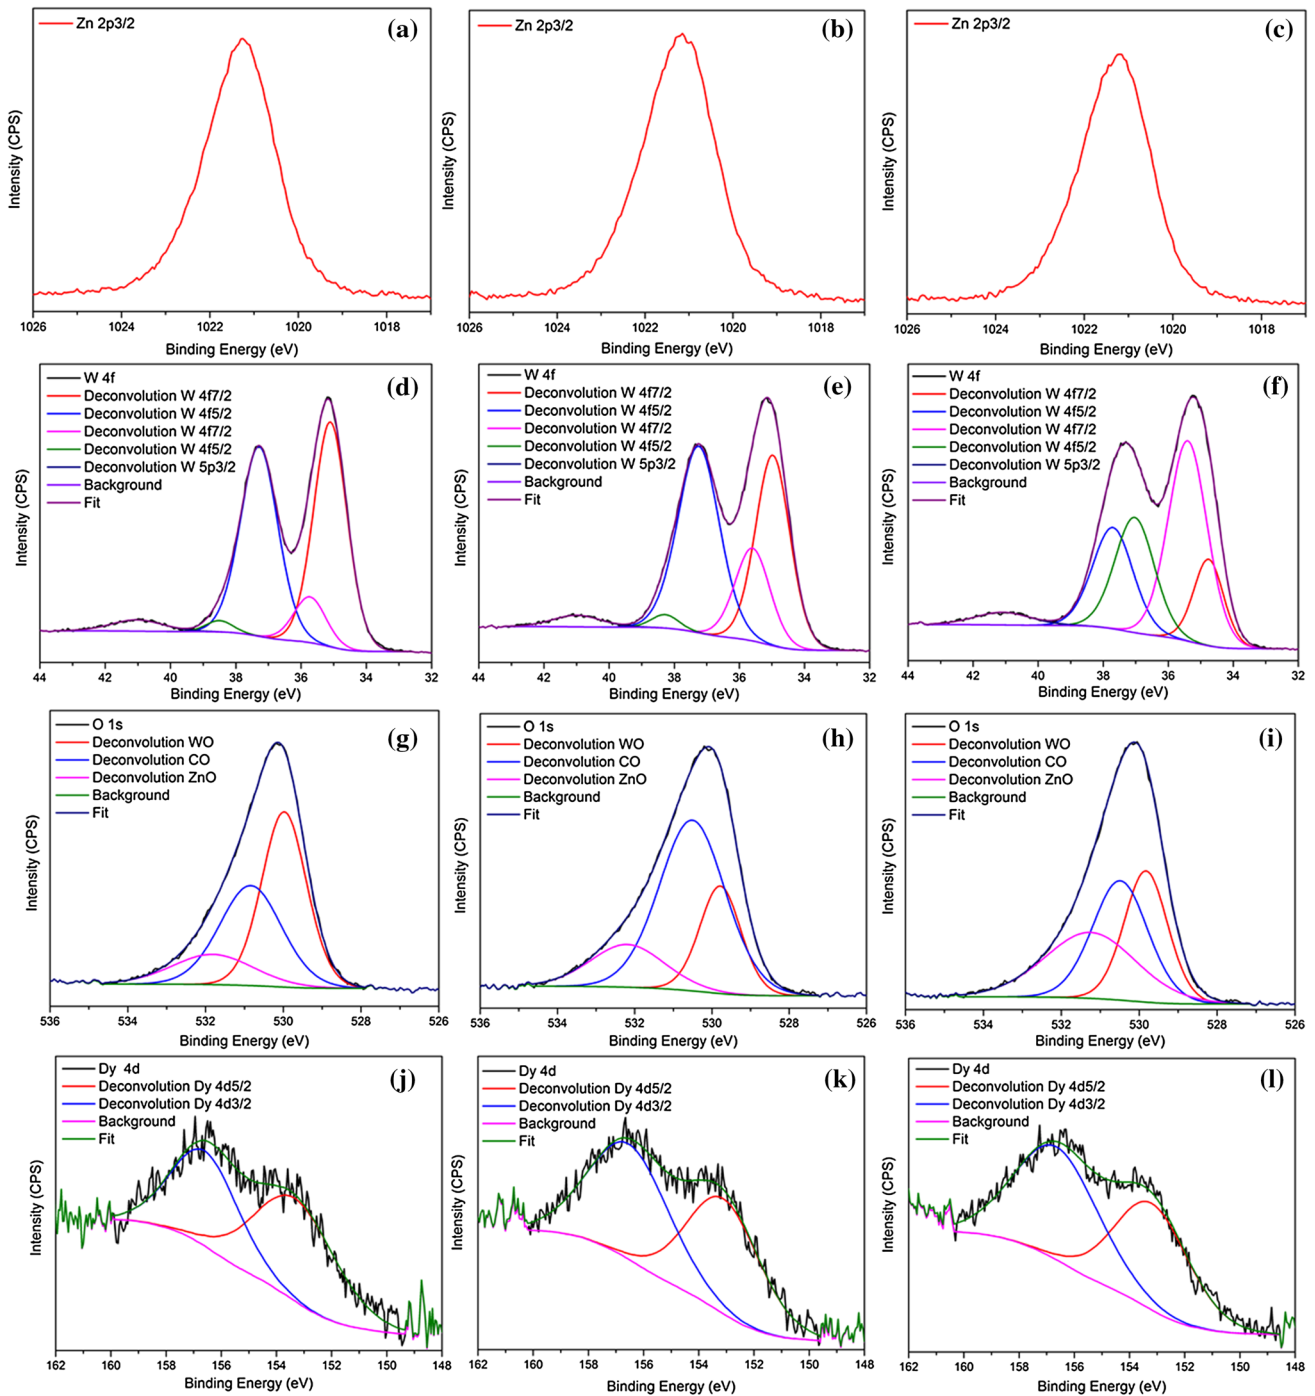 Zn 2p3/2
(a)
Intensity (CPS)
1026 1024 1022 1020 1018
Binding Energy (eV)
Zn 2p3/2
(b)
Intensity (CPS)
1026 1024 1022 1020 1018
Binding Energy (eV)
Zn 2p3/2
(c)
Intensity (CPS)
1026 1024 1022 1020 1018
Binding Energy (eV)
W 4f
Deconvolution W 4f7/2
Deconvolution W 4f5/2
Deconvolution W 4f7/2
Deconvolution W 4f5/2
Deconvolution W 5p3/2
Background
Fit
(d)
Intensity (CPS)
44 42 40 38 36 34 32
Binding Energy (eV)
W 4f
Deconvolution W 4f7/2
Deconvolution W 4f5/2
Deconvolution W 4f7/2
Deconvolution W 4f5/2
Deconvolution W 5p3/2
Background
Fit
(e)
Intensity (CPS)
44 42 40 38 36 34 32
Binding Energy (eV)
W 4f
Deconvolution W 4f7/2
Deconvolution W 4f5/2
Deconvolution W 4f7/2
Deconvolution W 4f5/2
Deconvolution W 5p3/2
Background
Fit
(f)
Intensity (CPS)
44 42 40 38 36 34 32
Binding Energy (eV)
O 1s
Deconvolution WO
Deconvolution CO
Deconvolution ZnO
Background
Fit
(g)
Intensity (CPS)
536 534 532 530 528 526
Binding Energy (eV)
O 1s
Deconvolution WO
Deconvolution CO
Deconvolution ZnO
Background
Fit
(h)
Intensity (CPS)
536 534 532 530 528 526
Binding Energy (eV)
O 1s
Deconvolution WO
Deconvolution CO
Deconvolution ZnO
Background
Fit
(i)
Intensity (CPS)
536 534 532 530 528 526
Binding Energy (eV)
Dy 4d
Deconvolution Dy 4d5/2
Deconvolution Dy 4d3/2
Background
Fit
(j)
Intensity (CPS)
162 160 158 156 154 152 150 148
Binding Energy (eV)
Dy 4d
Deconvolution Dy 4d5/2
Deconvolution Dy 4d3/2
Background
Fit
(k)
Intensity (CPS)
162 160 158 156 154 152 150 148
Binding Energy (eV)
Dy 4d
Deconvolution Dy 4d5/2
Deconvolution Dy 4d3/2
Background
Fit
(l)
Intensity (CPS)
162 160 158 156 154 152 150 148
Binding Energy (eV)